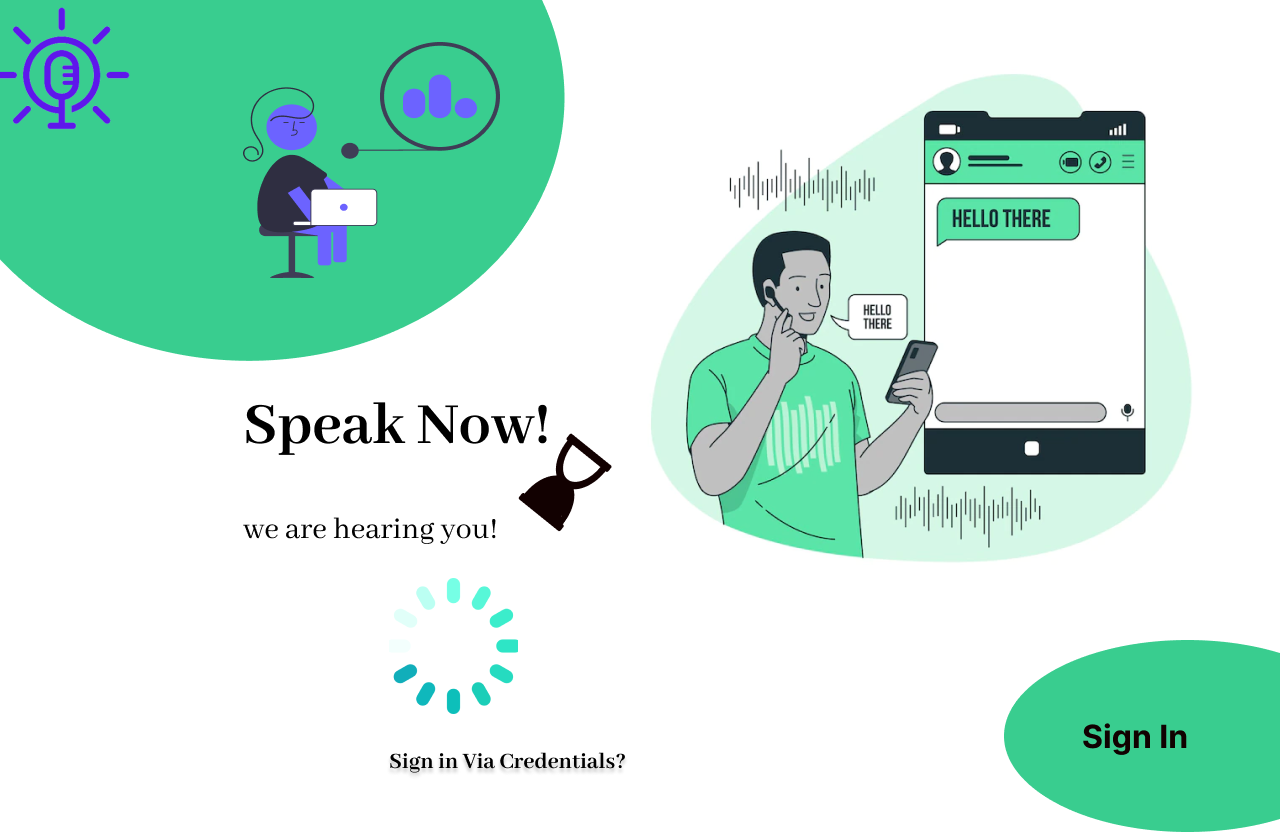 HELLO THERE
HELLO
THERE
Speak Now!
we are hearing you!
Sign In
Sign in Via Credentials?